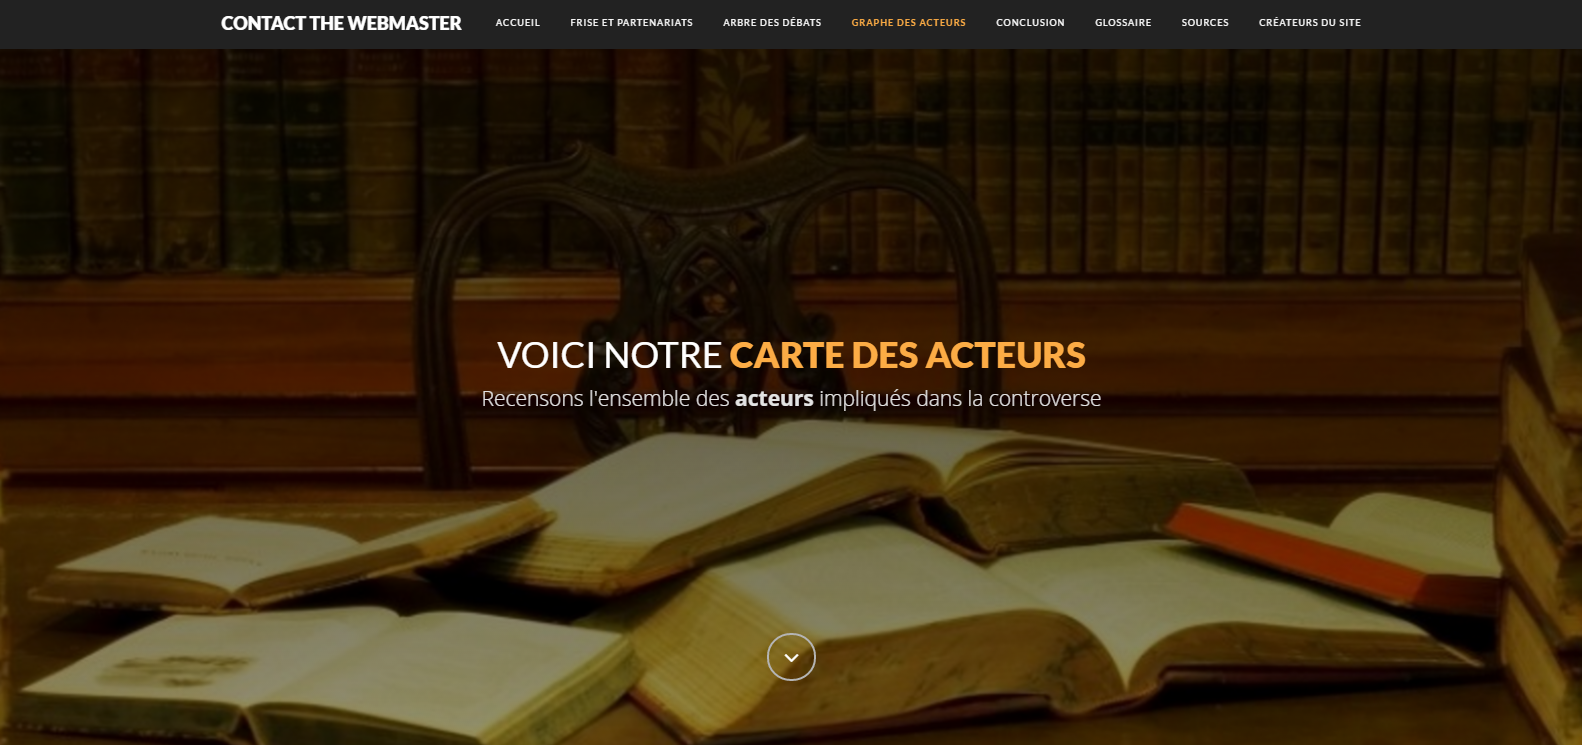 CONTACT THE WEBMASTER ACCUEIL FRISE ET PARTENARIATS ARBRE DES DÉBATS GRAPHE DES ACTEURS CONCLUSION GLOSSAIRE SOURCES CRÉATEURS DU SITE
VOICI NOTRE CARTE DES ACTEURS
Recensons l'ensemble des acteurs impliqués dans la controverse